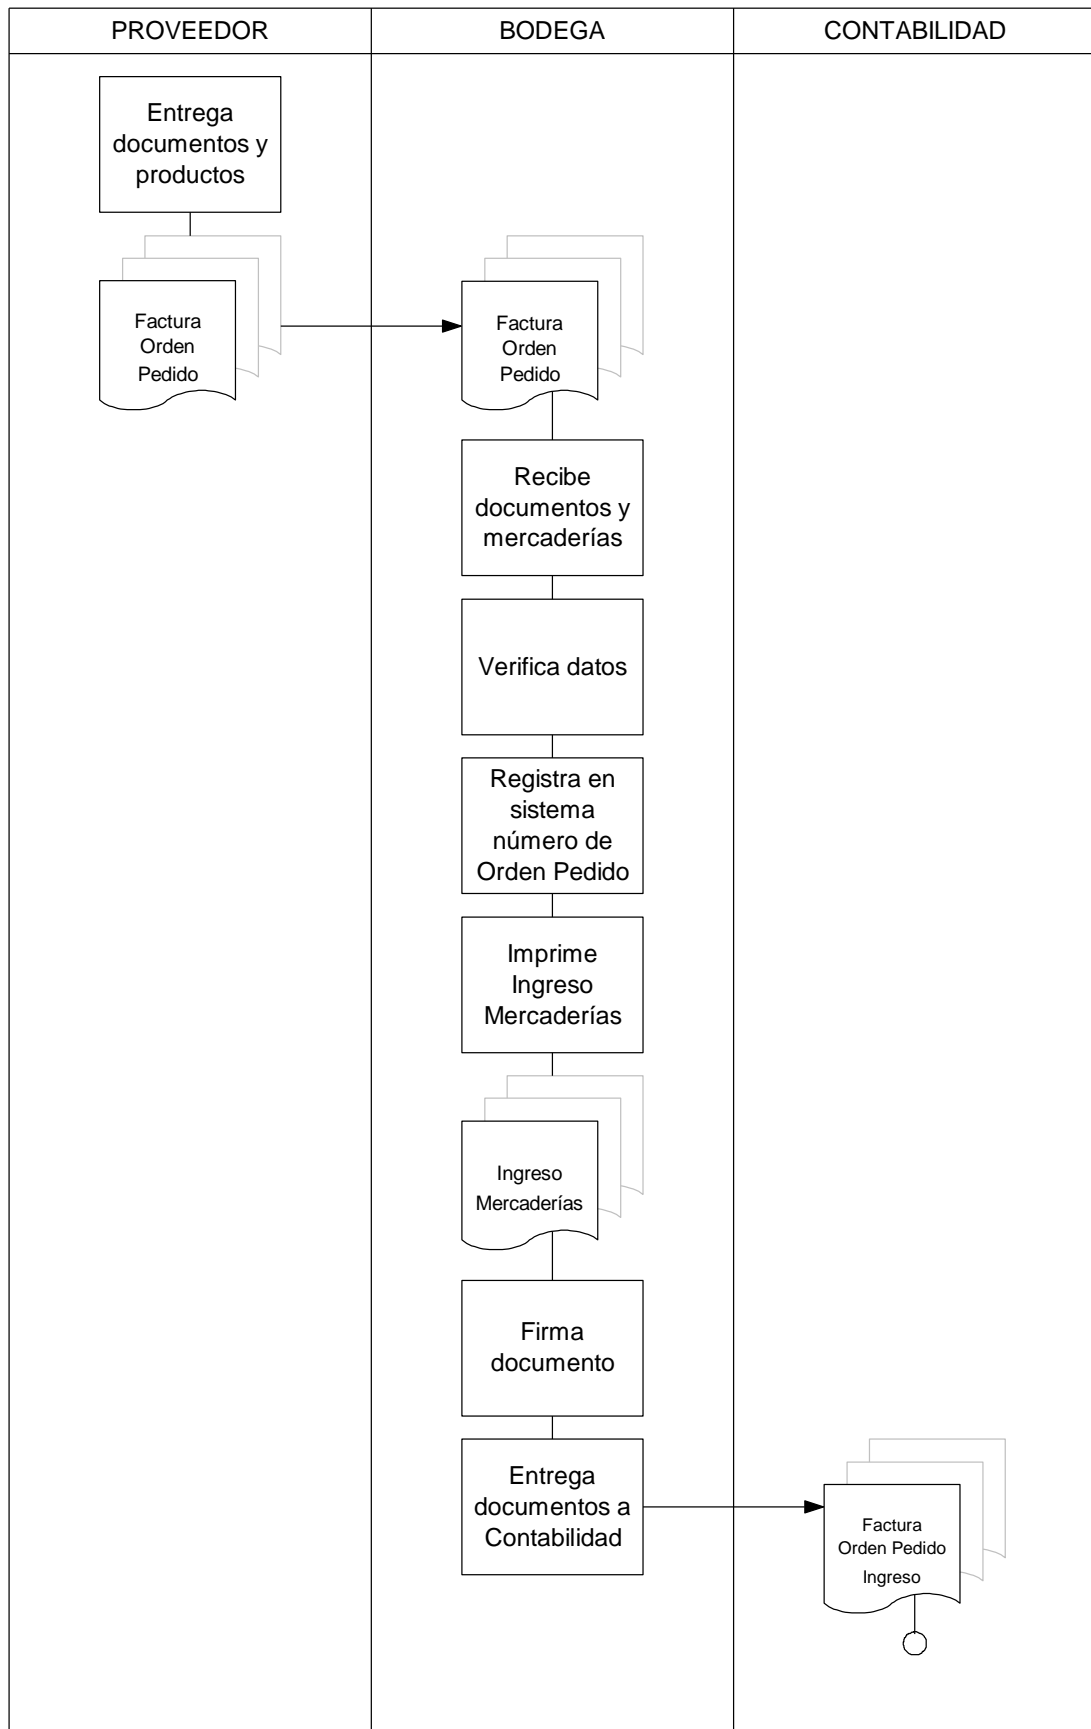 PROVEEDOR
BODEGA
CONTABILIDAD
Entrega
documentos y
productos
Factura
Orden
Pedido
Factura
Orden
Pedido
Recibe
documentos y
mercaderías
Verifica datos
Registra en
sistema
número de
Orden Pedido
Imprime
Ingreso
Mercaderías
Ingreso
Mercaderías
Firma
documento
Entrega
documentos a
Contabilidad
Factura
Orden Pedido
Ingreso